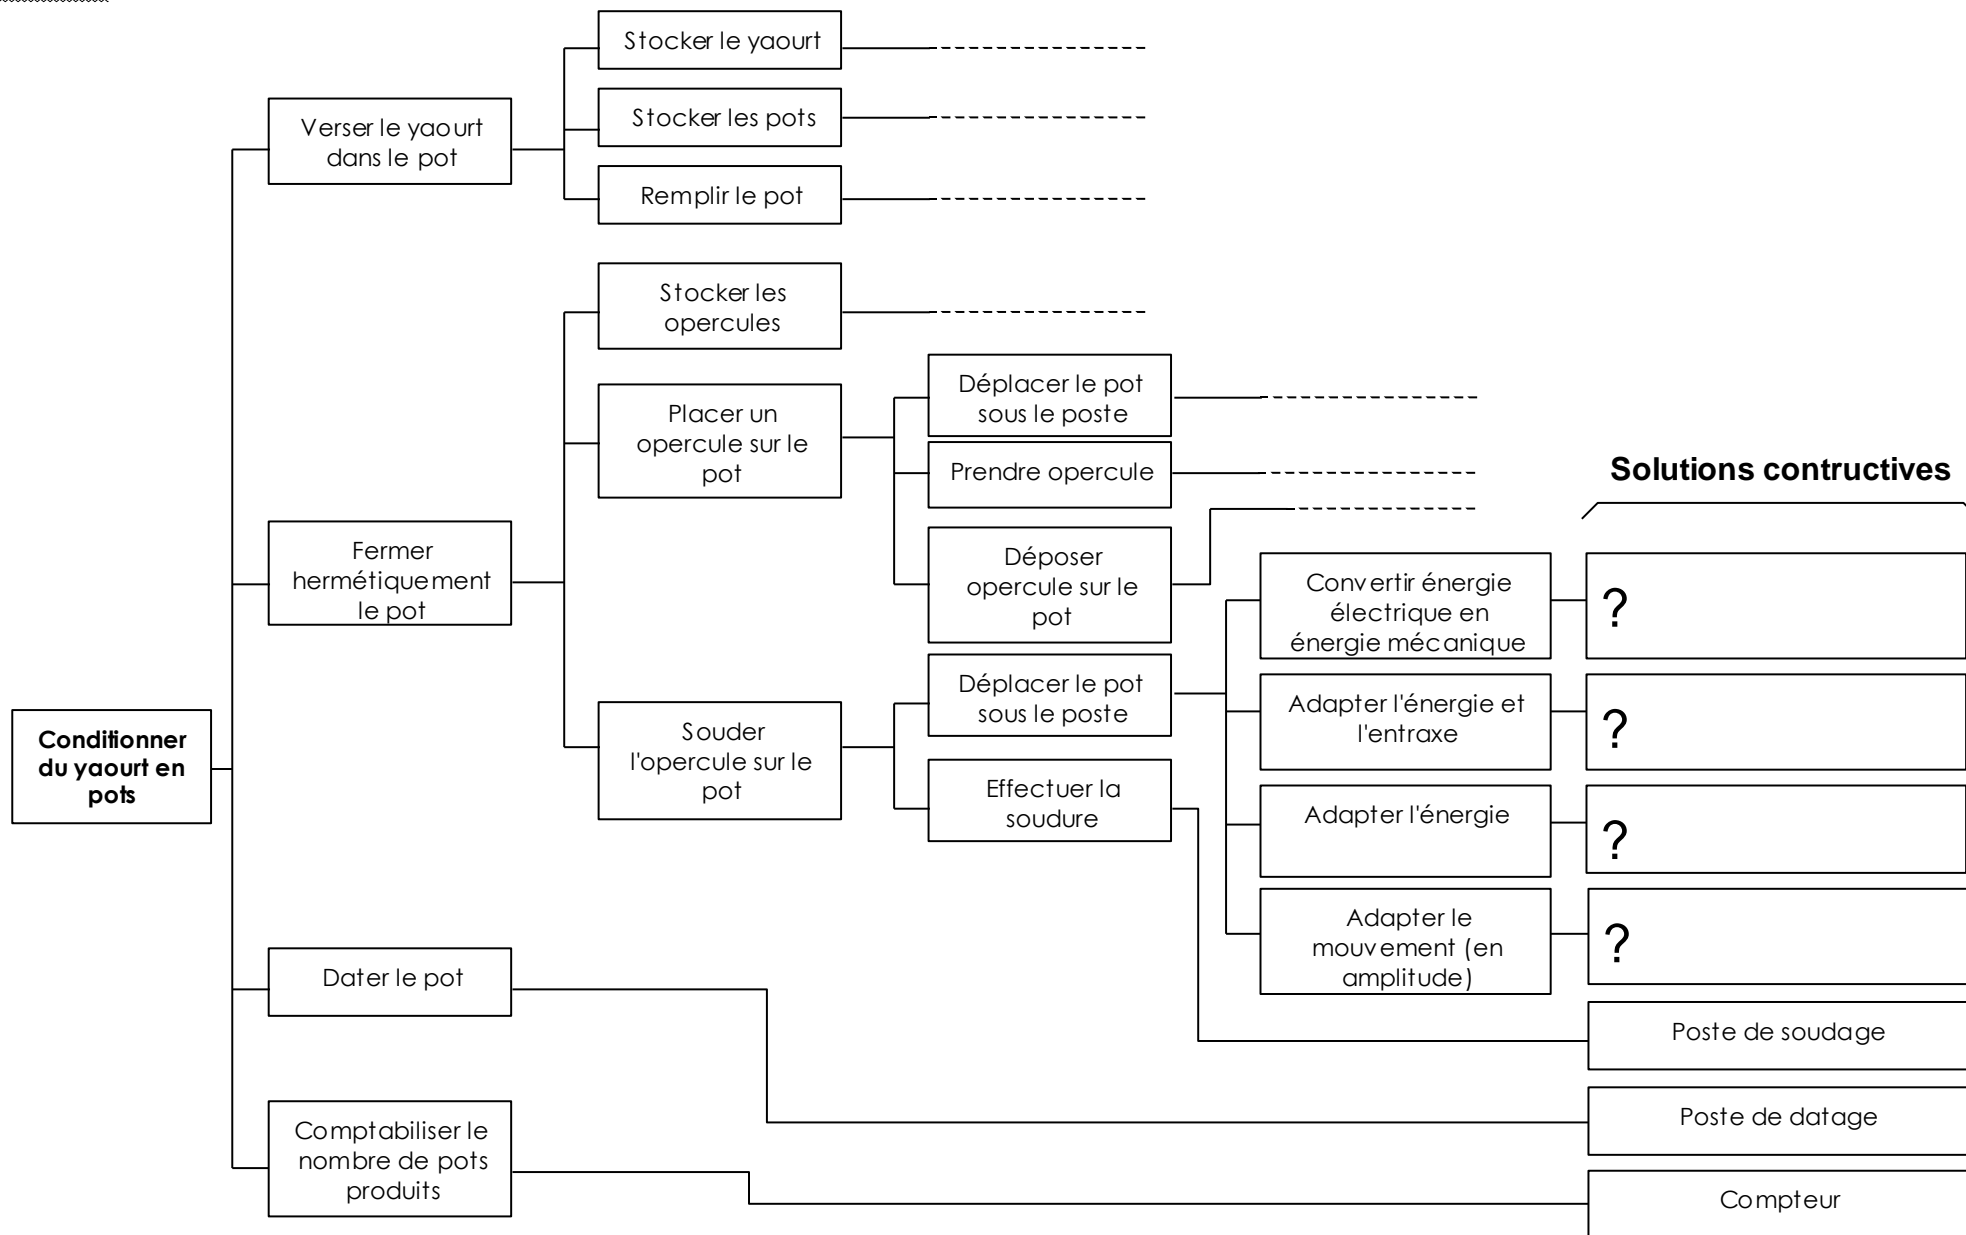 Stocker le yaourt
Stocker les pots
Verser le yaourt
dans le pot
Remplir le pot
Stocker les
opercules
Déplacer le pot
sous le poste
Placer un
opercule sur le
pot
Prendre opercule
Solutions contructives
Fermer
hermétiquement
le pot
Déposer
opercule sur le
pot
Convertir énergie
électrique en
énergie mécanique
?
Déplacer le pot
sous le poste
Adapter l'énergie et
l'entraxe
?
Conditionner
du yaourt en
pots
Souder
l'opercule sur le
pot
Effectuer la
soudure
Adapter l'énergie
?
Adapter le
mouvement (en
amplitude)
?
Dater le pot
Poste de soudage
Poste de datage
Comptabiliser le
nombre de pots
produits
Compteur